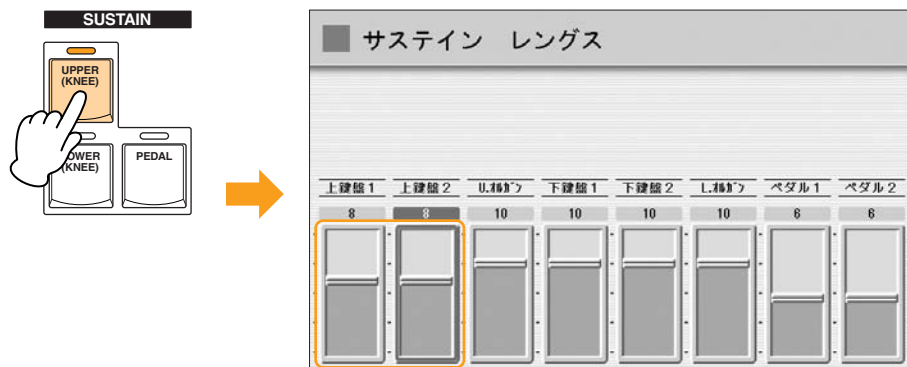 SUSTAIN
UPPER
(KNEE)
OWER
(KNEE)
PEDAL
サステイン レングス
上鍵盤1 上鍵盤2 U.ｵﾙｶﾞﾝ 下鍵盤1 下鍵盤2 L.ｵﾙｶﾞﾝ ペダル1 ペダル2
8 8 10 10 10 10 6 6